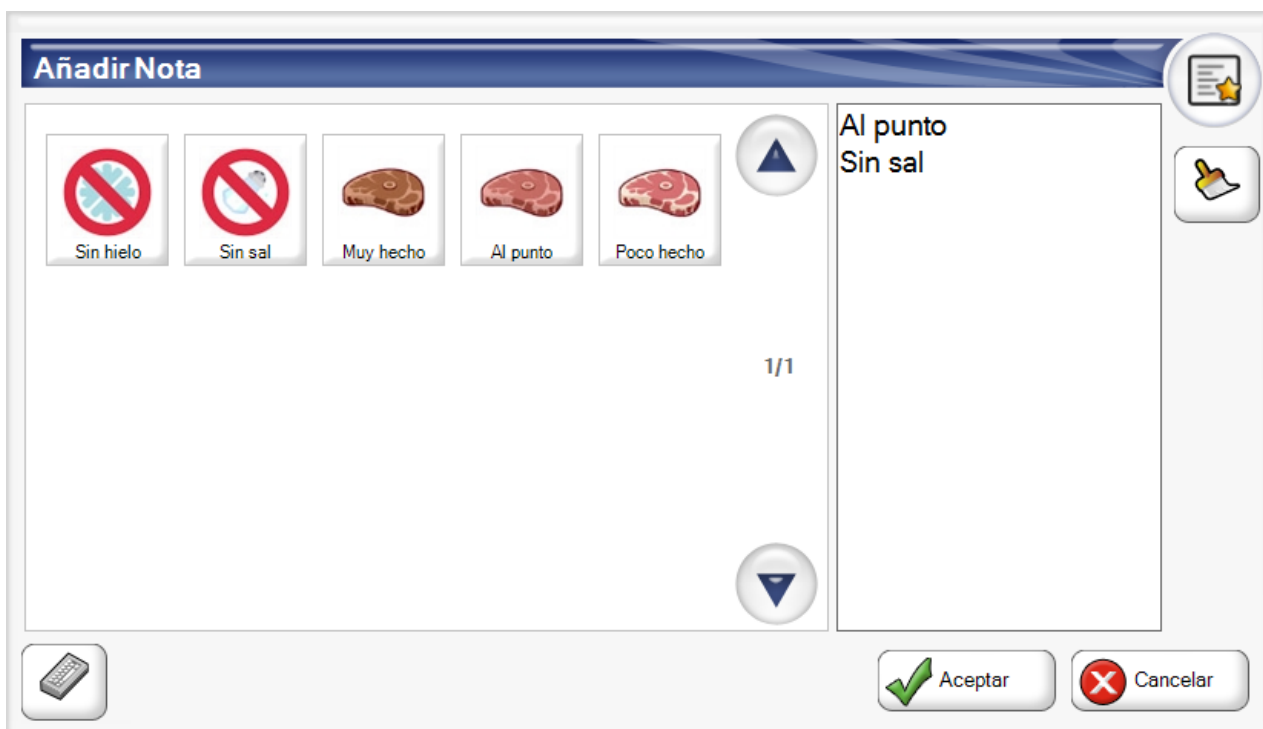 Añadir Nota
Al punto
Sin sal
Sin hielo
Sin sal
Muy hecho
Al punto
Poco hecho
1/1
Aceptar
Cancelar